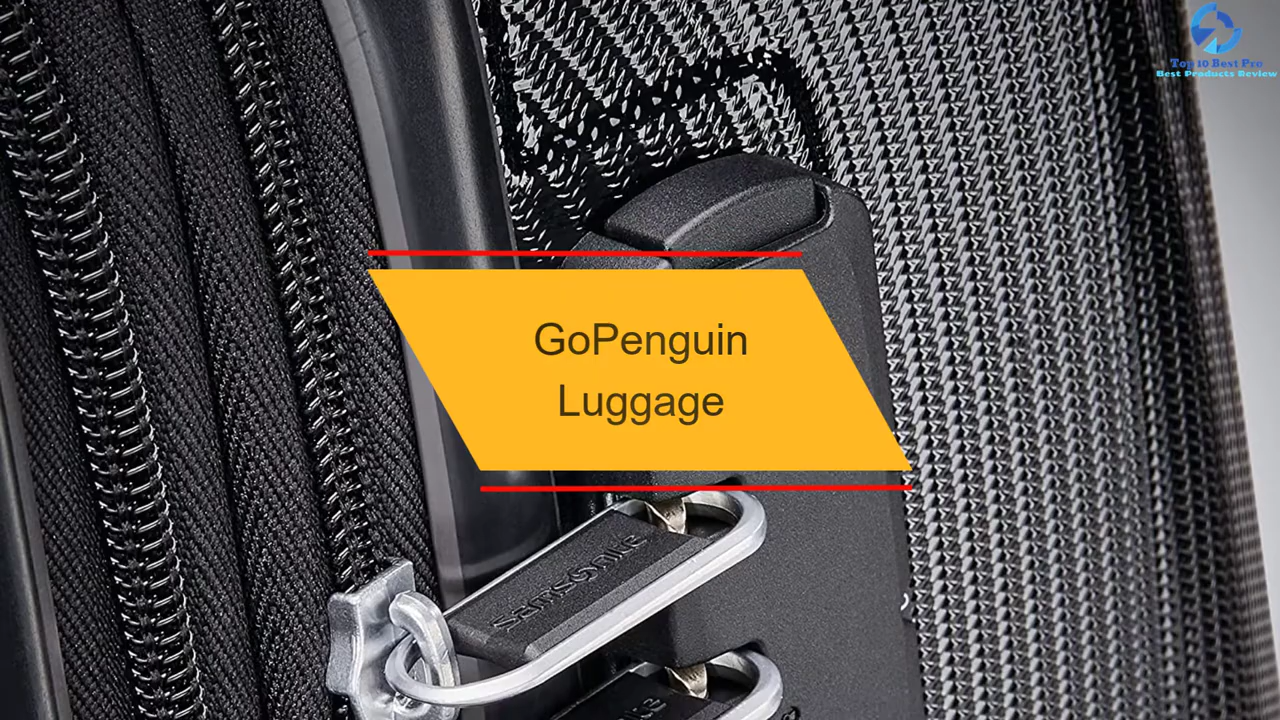 Top 10 Best Pro
Best Products Review
GoPenguin
Luggage
samsonite